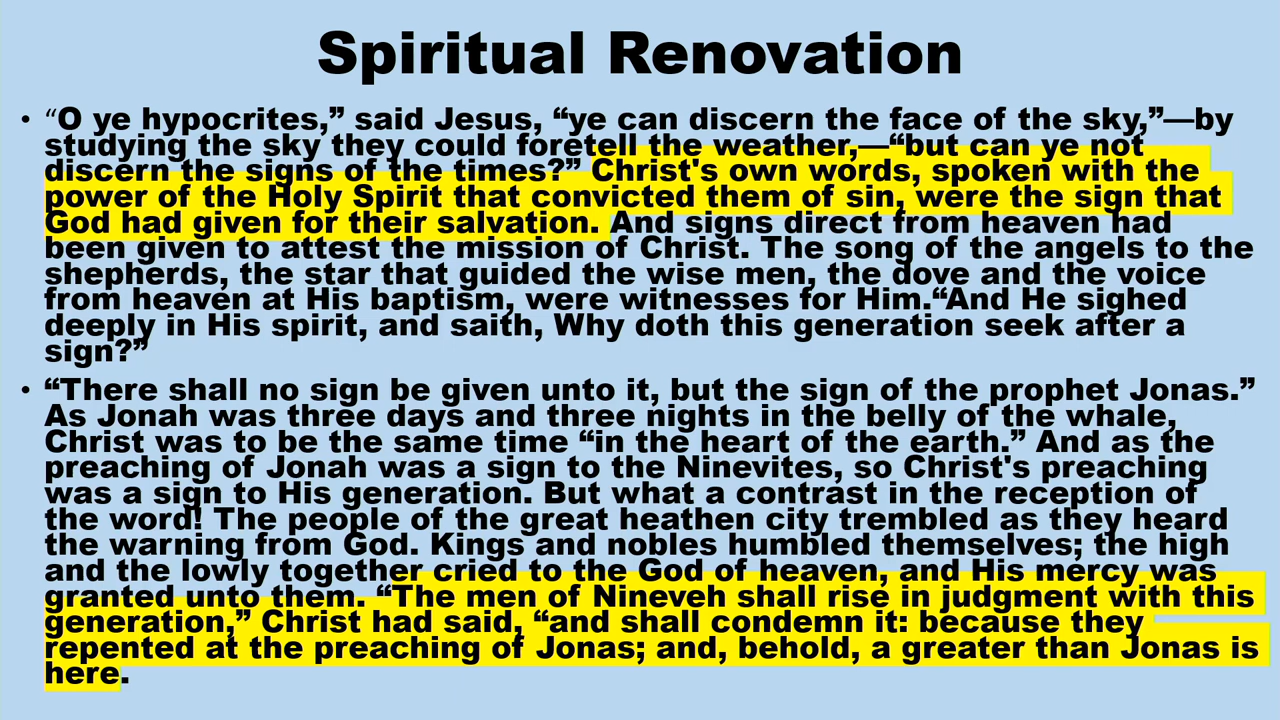 Spiritual Renovation
• “O ye hypocrites,” said Jesus, “ye can discern the face of the sky,”—by
studying the sky they could foretell the weather,—“but can ye not
discern the signs of the times?” Christ's own words, spoken with the
power of the Holy Spirit that convicted them of sin, were the sign that
God had given for their salvation. And signs direct from heaven had
been given to attest the mission of Christ. The song of the angels to the
shepherds, the star that guided the wise men, the dove and the voice
from heaven at His baptism, were witnesses for Him.“And He sighed
deeply in His spirit, and saith, Why doth this generation seek after a
sign?”
• “There shall no sign be given unto it, but the sign of the prophet Jonas.”
As Jonah was three days and three nights in the belly of the whale,
Christ was to be the same time “in the heart of the earth.” And as the
preaching of Jonah was a sign to the Ninevites, so Christ's preaching
was a sign to His generation. But what a contrast in the reception of
the word! The people of the great heathen city trembled as they heard
the warning from God. Kings and nobles humbled themselves; the high
and the lowly together cried to the God of heaven, and His mercy was
granted unto them. “The men of Nineveh shall rise in judgment with this
generation,” Christ had said, “and shall condemn it: because they
repented at the preaching of Jonas; and, behold, a greater than Jonas is
here.